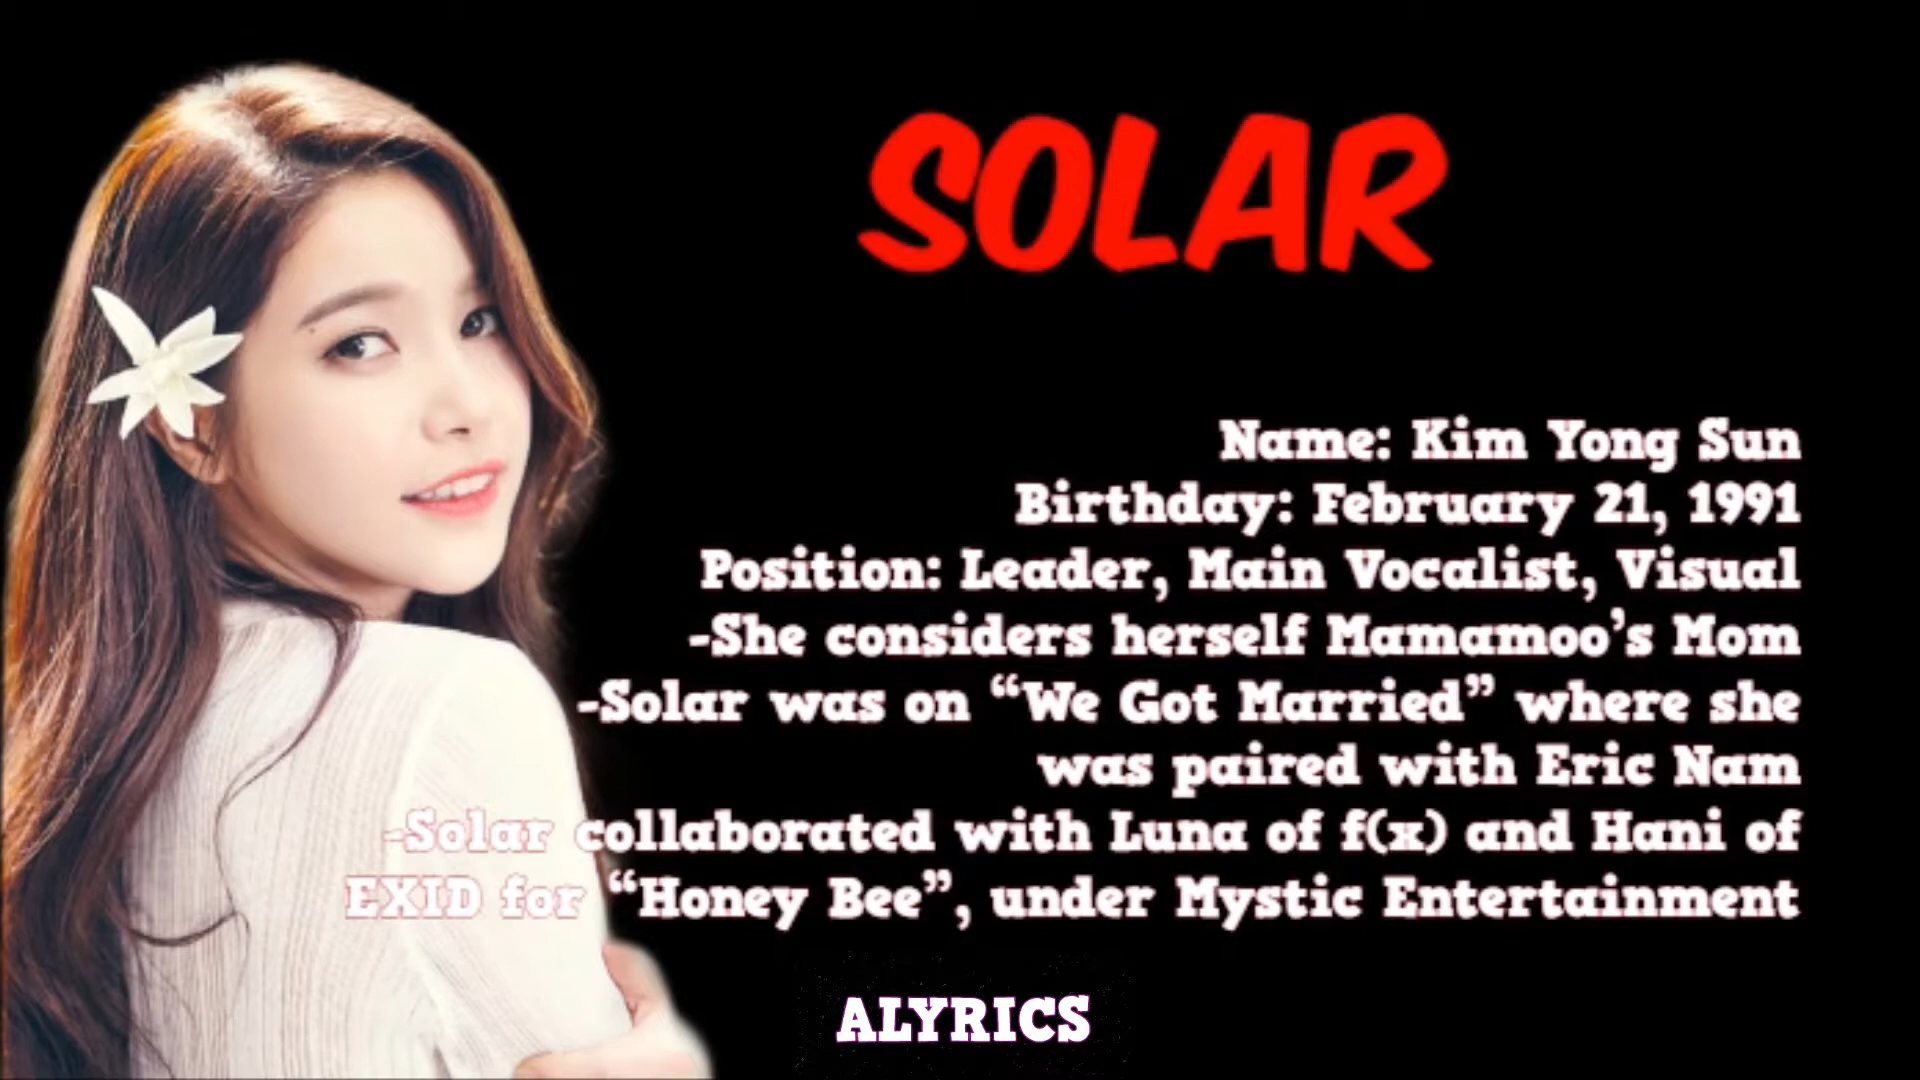 SOLAR
Name: Kim Yong Sun
Birthday: February 21, 1991
Position: Leader, Main Vocalist, Visual
-She considers herself Mamamoo’s Mom
-Solar was on “We Got Married” where she
was paired with Eric Nam
-Solar collaborated with Luna of f(x) and Hani of
EXID for “Honey Bee”, under Mystic Entertainment
ALYRICS